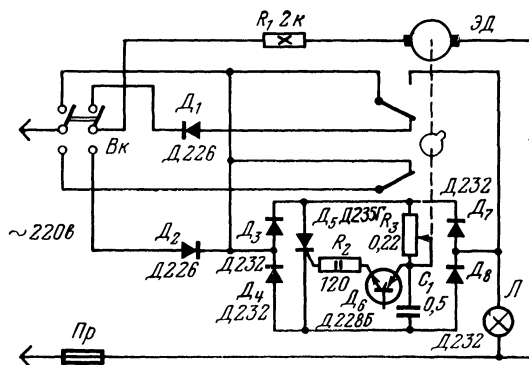 R₁ 2к
ЭД
Д₁
Д226
Вк
~220в
Д₂
Д226
Д₃
Д232
Д₄
Д232
Д₅ Д235Г
R₂
120
R₃
0,22
Д₆
Д228Б
C₁
0,5
Д232
Д₇
Д₈
Д232
Л
Пр